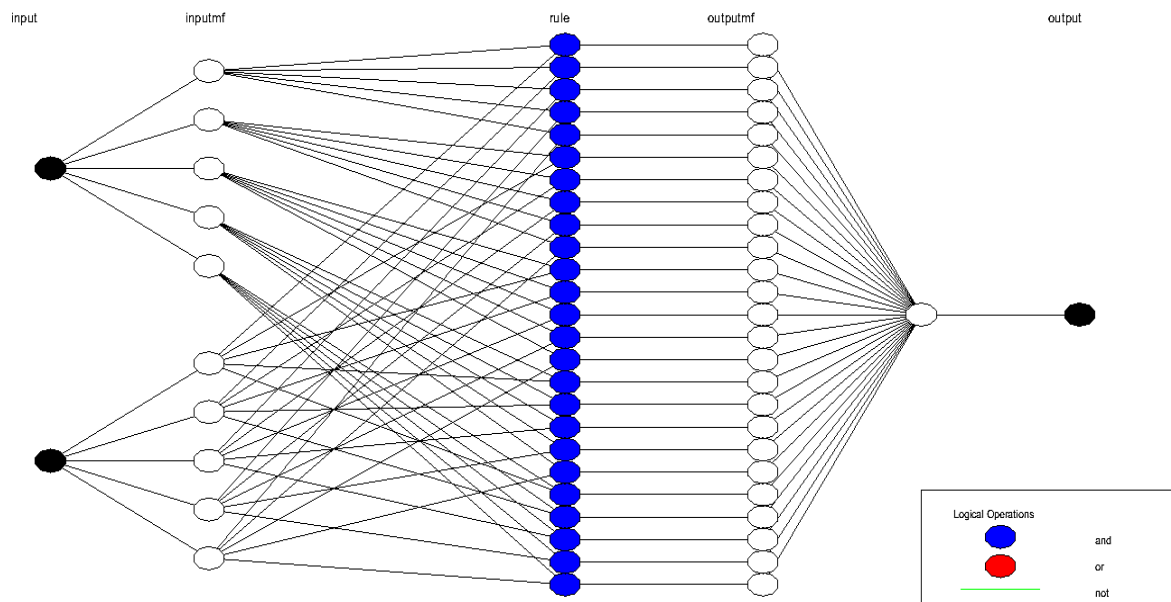 input inputmf rule outputmf output
Logical Operations
and
or
not